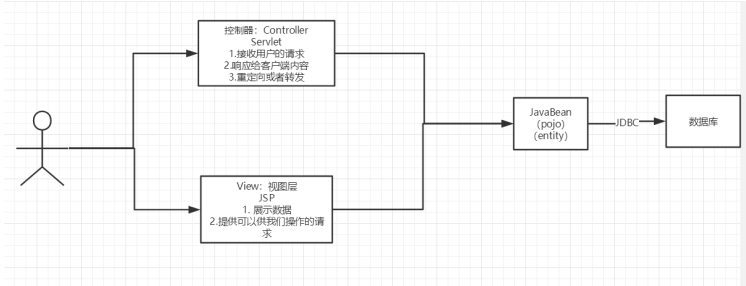 控制器：Controller
Servlet
1.接收用户的请求
2.响应给客户端内容
3.重定向或者转发
View：视图层
JSP
1. 展示数据
2.提供可以供我们操作的请
求
JavaBean
（pojo）
（entity）
JDBC
数据库